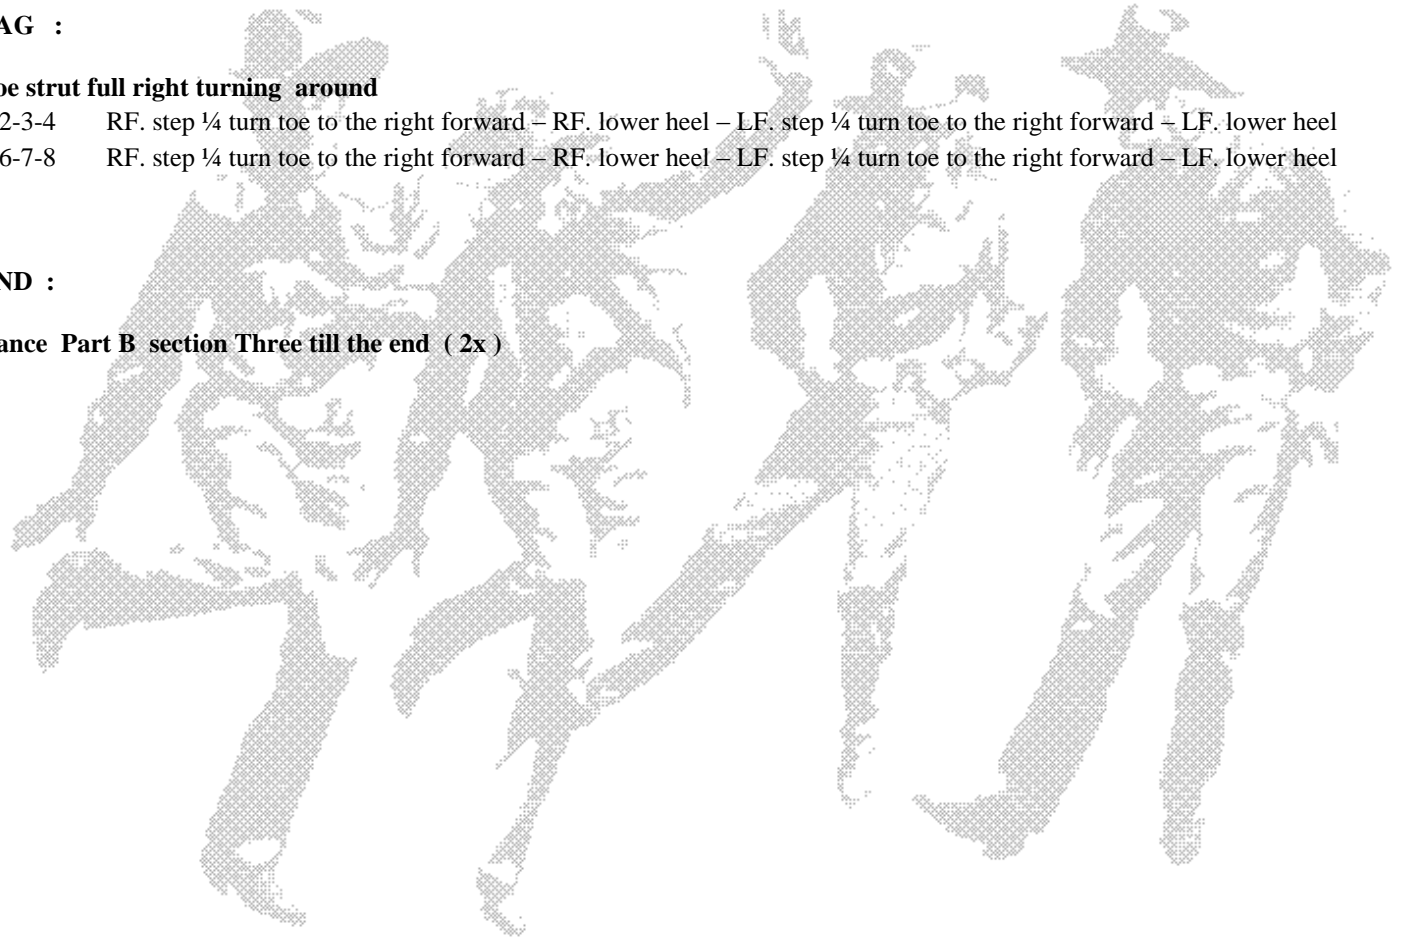 AG :
oe strut full right turning around
2-3-4 RF. step ¼ turn toe to the right forward – RF. lower heel – LF. step ¼ turn toe to the right forward – LF. lower heel
6-7-8 RF. step ¼ turn toe to the right forward – RF. lower heel – LF. step ¼ turn toe to the right forward – LF. lower heel
ND :
ance Part B section Three till the end ( 2x )